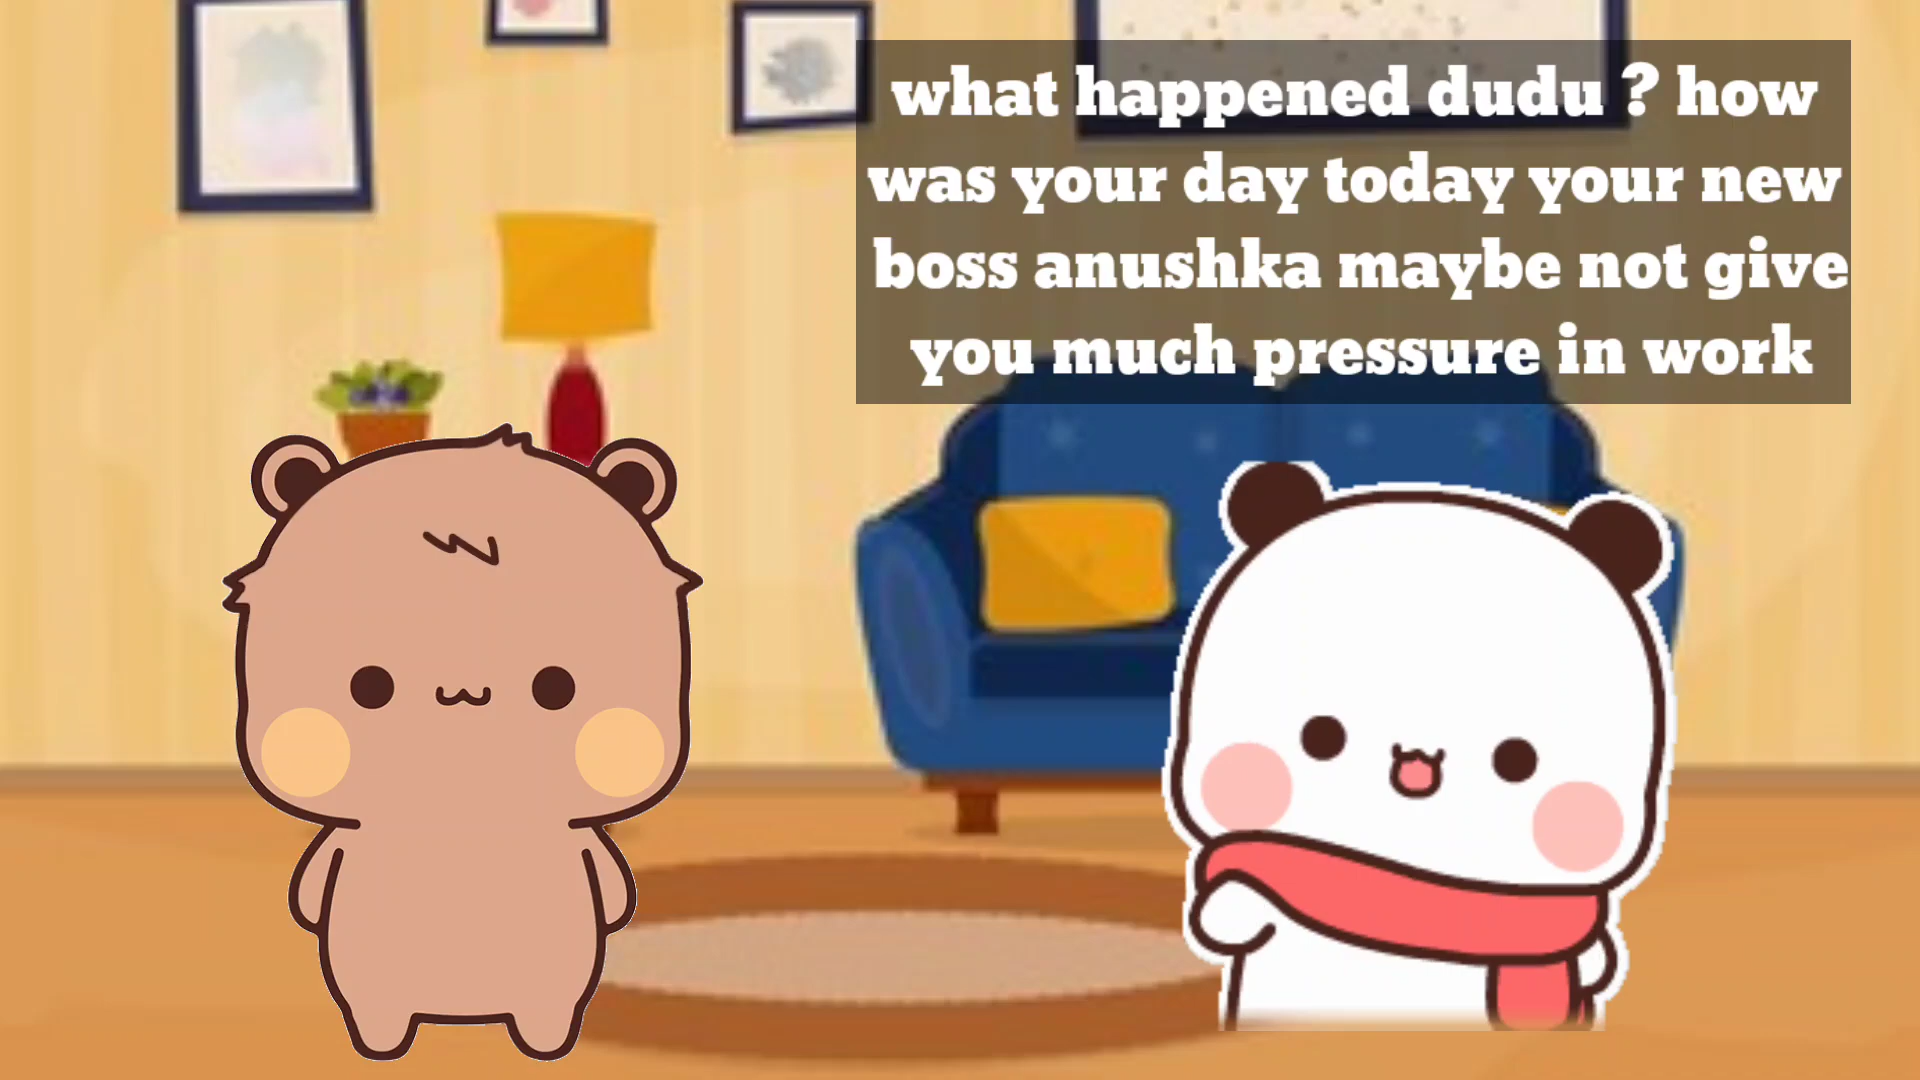 what happened dudu ? how
was your day today your new
boss anushka maybe not give
you much pressure in work